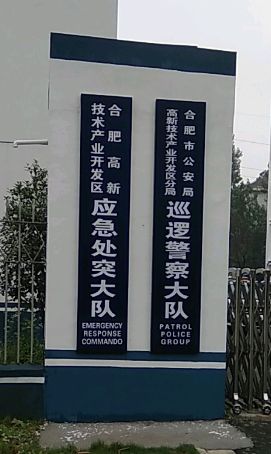 合肥高新
技术产业开发区
应急处突大队
EMERGENCY
RESPONSE
COMMANDO
合肥市公安局
高新技术产业开发区分局
巡逻警察大队
PATROL
POLICE
GROUP